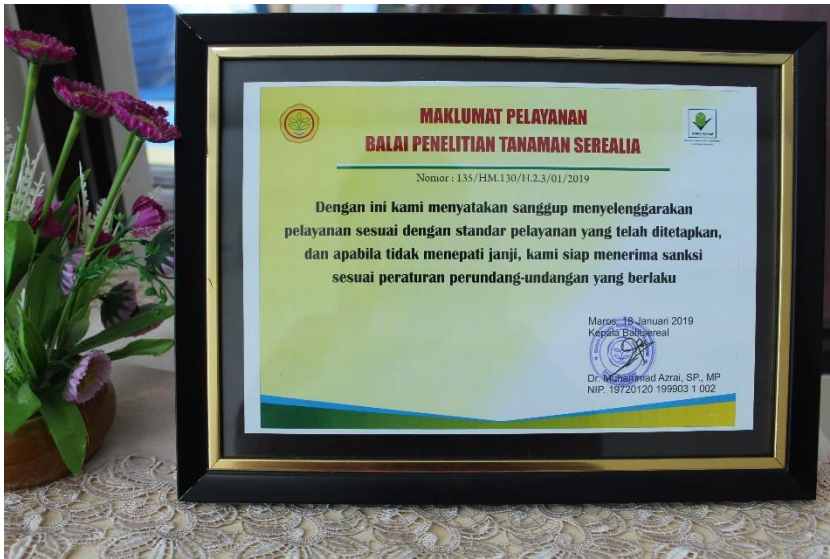 MAKLUMAT PELAYANAN
BALAI PENELITIAN TANAMAN SEREALIA
Nomor : 135/HM.130/H.2.3/01/2019
Dengan ini kami menyatakan sanggup menyelenggarakan
pelayanan sesuai dengan standar pelayanan yang telah ditetapkan,
dan apabila tidak menepati janji, kami siap menerima sanksi
sesuai peraturan perundang-undangan yang berlaku
Maros, 18 Januari 2019
Kepala Balitsereal
Dr. Muhammad Azrai, SP., MP
NIP. 19720120 199903 1 002